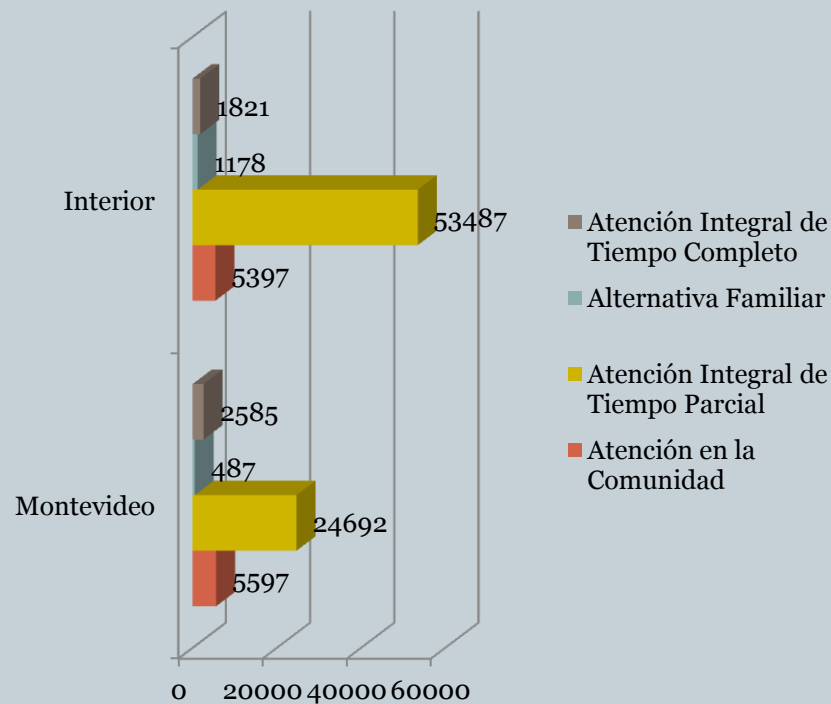 Interior
1821
1178
53487
5397
Montevideo
2585
487
24692
5597
0 20000 40000 60000
Atención Integral de
Tiempo Completo
Alternativa Familiar
Atención Integral de
Tiempo Parcial
Atención en la
Comunidad